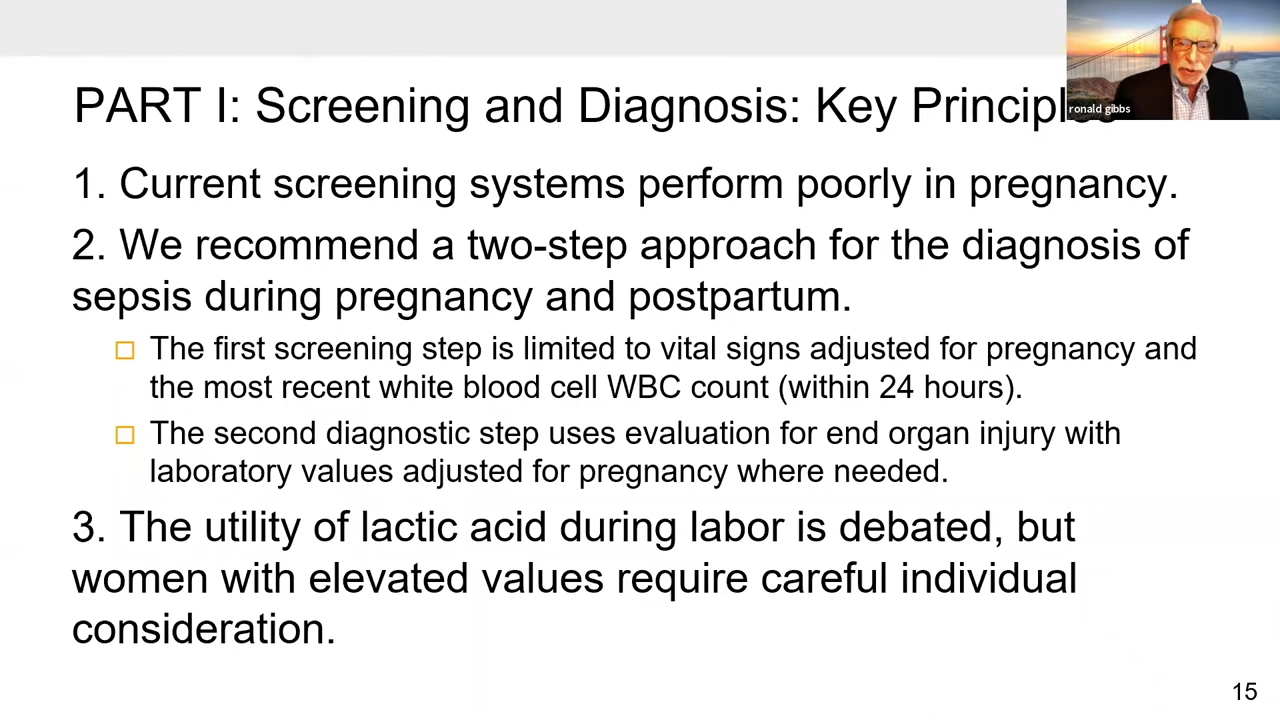 PART I: Screening and Diagnosis: Key Principles
ronald gibbs
1. Current screening systems perform poorly in pregnancy.
2. We recommend a two-step approach for the diagnosis of
sepsis during pregnancy and postpartum.
The first screening step is limited to vital signs adjusted for pregnancy and
the most recent white blood cell WBC count (within 24 hours).
The second diagnostic step uses evaluation for end organ injury with
laboratory values adjusted for pregnancy where needed.
3. The utility of lactic acid during labor is debated, but
women with elevated values require careful individual
consideration.
15